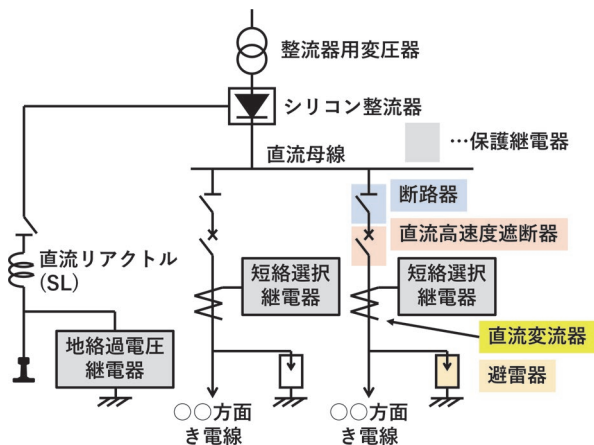 整流器用変圧器
シリコン整流器
直流母線
…保護継電器
断路器
直流高速度遮断器
直流リアクトル
(SL)
短絡選択
継電器
短絡選択
継電器
直流変流器
地絡過電圧
継電器
避雷器
○○方面
き電線
○○方面
き電線